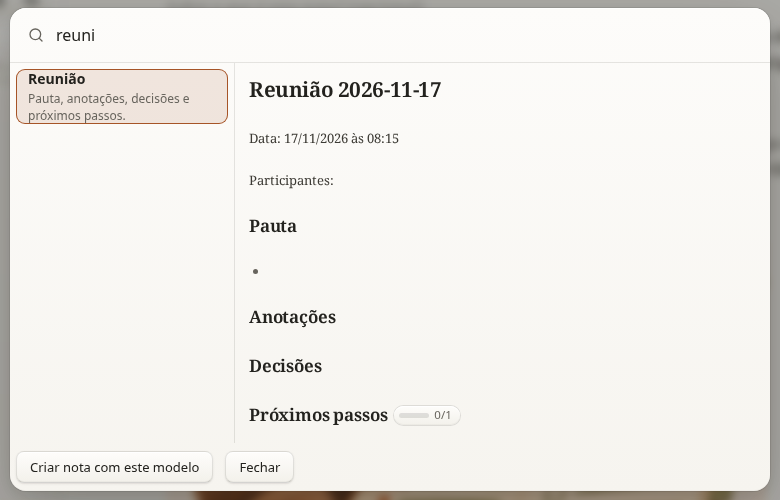 reuni
Reunião
Pauta, anotações, decisões e
próximos passos.
Reunião 2026-11-17
Data: 17/11/2026 às 08:15
Participantes:
Pauta
•
Anotações
Decisões
Próximos passos 0/1
Criar nota com este modelo
Fechar